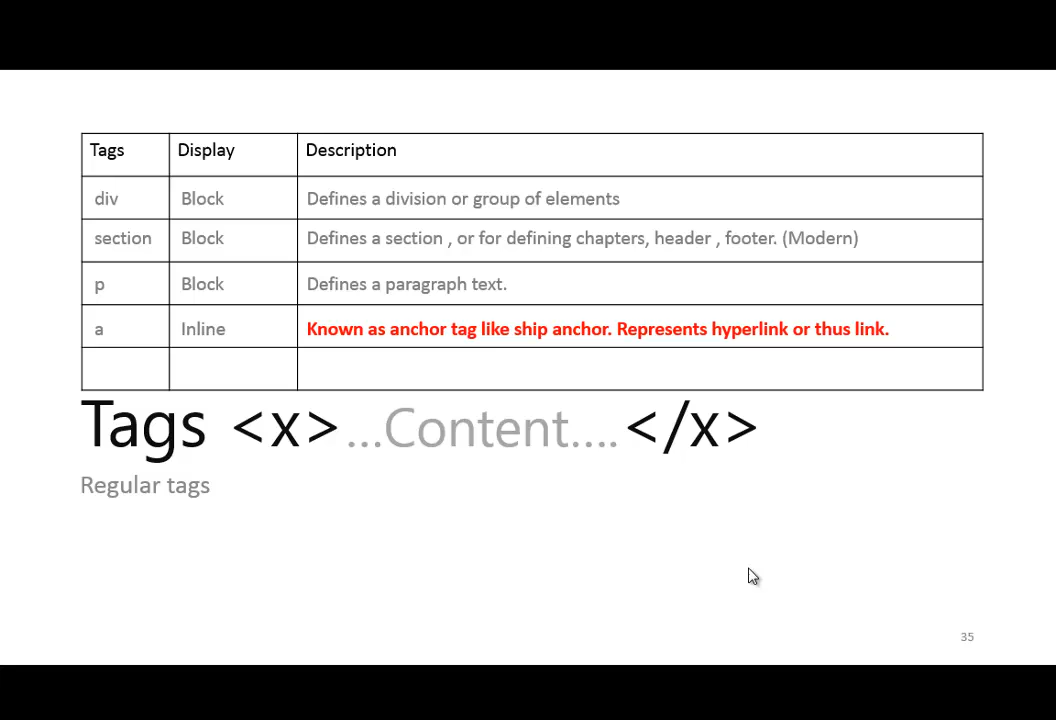 Tags Display Description
div Block Defines a division or group of elements
section Block Defines a section , or for defining chapters, header , footer. (Modern)
p Block Defines a paragraph text.
a Inline Known as anchor tag like ship anchor. Represents hyperlink or thus link.
Tags <x>...Content....</x>
Regular tags
35